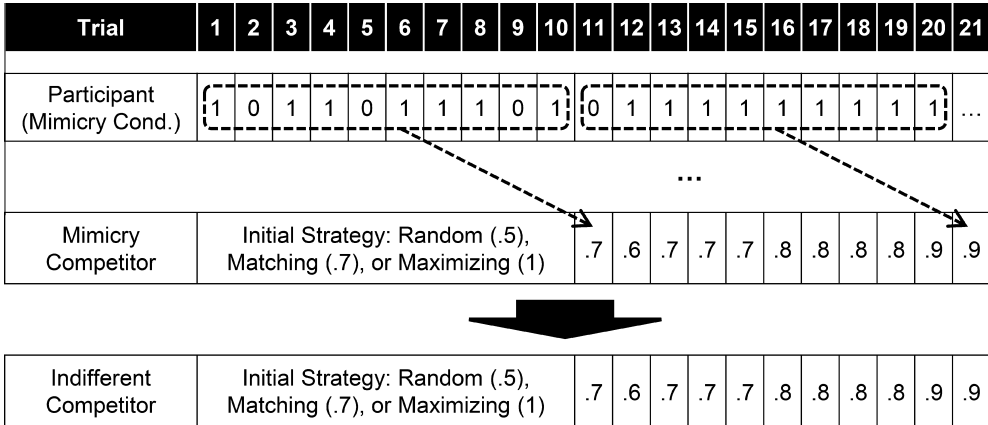 Trial 1 2 3 4 5 6 7 8 9 10 11 12 13 14 15 16 17 18 19 20 21
Participant
(Mimicry Cond.) 1 0 1 1 0 1 1 1 0 1 0 1 1 1 1 1 1 1 1 1 ...
...
Mimicry
Competitor
Initial Strategy: Random (.5),
Matching (.7), or Maximizing (1)
.7 .6 .7 .7 .7 .8 .8 .8 .8 .9 .9
Indifferent
Competitor
Initial Strategy: Random (.5),
Matching (.7), or Maximizing (1)
.7 .6 .7 .7 .7 .8 .8 .8 .8 .9 .9